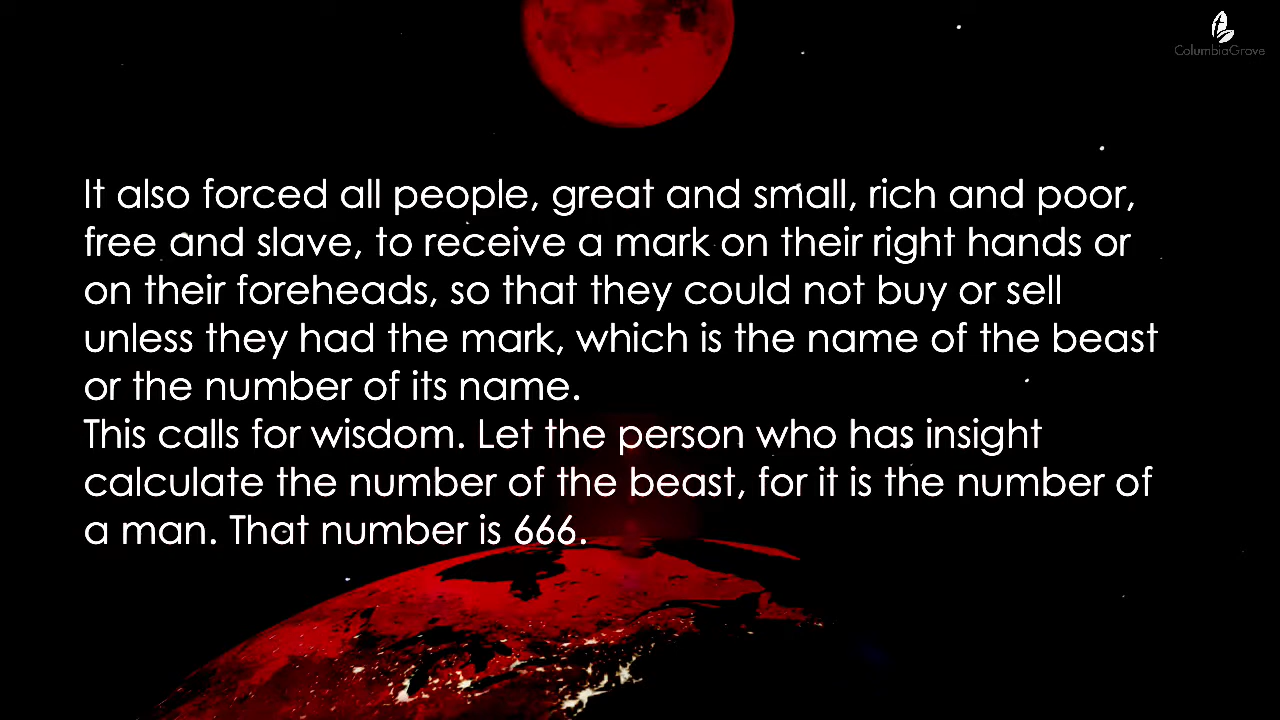 ColumbiaGrove
It also forced all people, great and small, rich and poor,
free and slave, to receive a mark on their right hands or
on their foreheads, so that they could not buy or sell
unless they had the mark, which is the name of the beast
or the number of its name.
This calls for wisdom. Let the person who has insight
calculate the number of the beast, for it is the number of
a man. That number is 666.